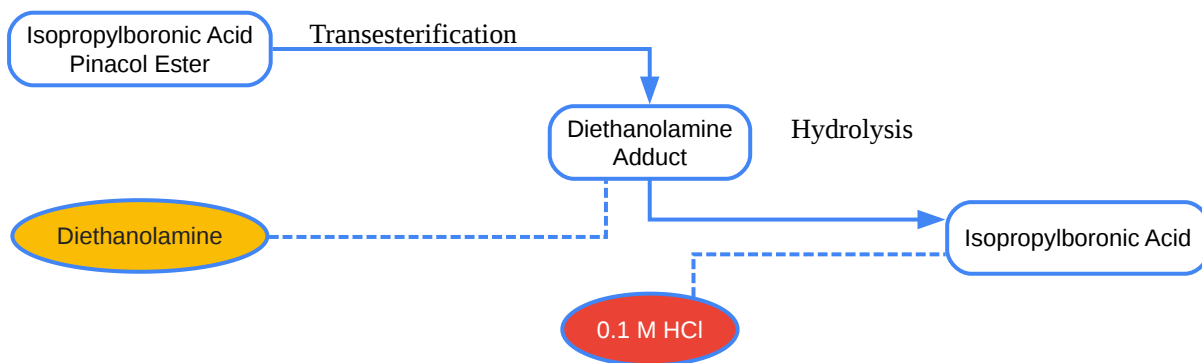 Isopropylboronic Acid
Pinacol Ester
Transesterification
Diethanolamine
Adduct
Hydrolysis
Diethanolamine
Isopropylboronic Acid
0.1 M HCl